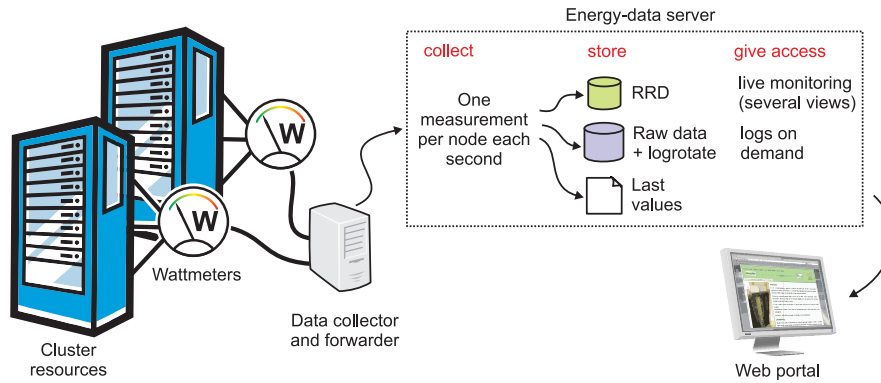 Energy-data server
collect
store
give access
One
measurement
per node each
second
RRD
Raw data
+ logrotate
Last
values
live monitoring
(several views)
logs on
demand
W
W
Wattmeters
Cluster
resources
Data collector
and forwarder
Web portal